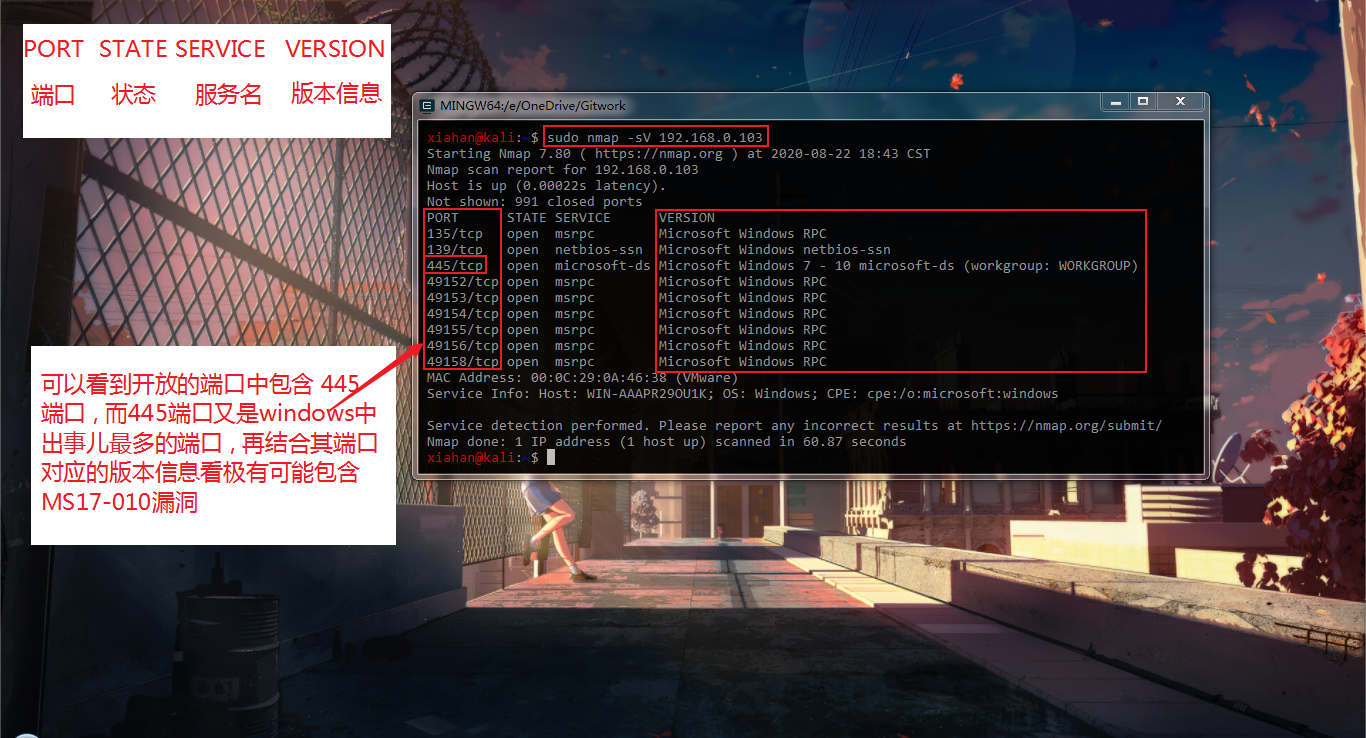 PORT STATE SERVICE VERSION
端口 状态 服务名 版本信息
MINGW64:/e/OneDrive/Gitwork
xiahan@kali:~$ sudo nmap -sV 192.168.0.103
Starting Nmap 7.80 ( https://nmap.org ) at 2020-08-22 18:43 CST
Nmap scan report for 192.168.0.103
Host is up (0.00022s latency).
Not shown: 991 closed ports
PORT STATE SERVICE VERSION
135/tcp open msrpc Microsoft Windows RPC
139/tcp open netbios-ssn Microsoft Windows netbios-ssn
445/tcp open microsoft-ds Microsoft Windows 7 - 10 microsoft-ds (workgroup: WORKGROUP)
49152/tcp open msrpc Microsoft Windows RPC
49153/tcp open msrpc Microsoft Windows RPC
49154/tcp open msrpc Microsoft Windows RPC
49155/tcp open msrpc Microsoft Windows RPC
49156/tcp open msrpc Microsoft Windows RPC
49158/tcp open msrpc Microsoft Windows RPC
MAC Address: 00:0C:29:0A:46:38 (VMware)
Service Info: Host: WIN-AAAPR29OU1K; OS: Windows; CPE: cpe:/o:microsoft:windows
Service detection performed. Please report any incorrect results at https://nmap.org/submit/
Nmap done: 1 IP address (1 host up) scanned in 60.87 seconds
xiahan@kali:~$
可以看到开放的端口中包含 445
端口，而445端口又是windows中
出事儿最多的端口，再结合其端口
对应的版本信息看极有可能包含
MS17-010漏洞